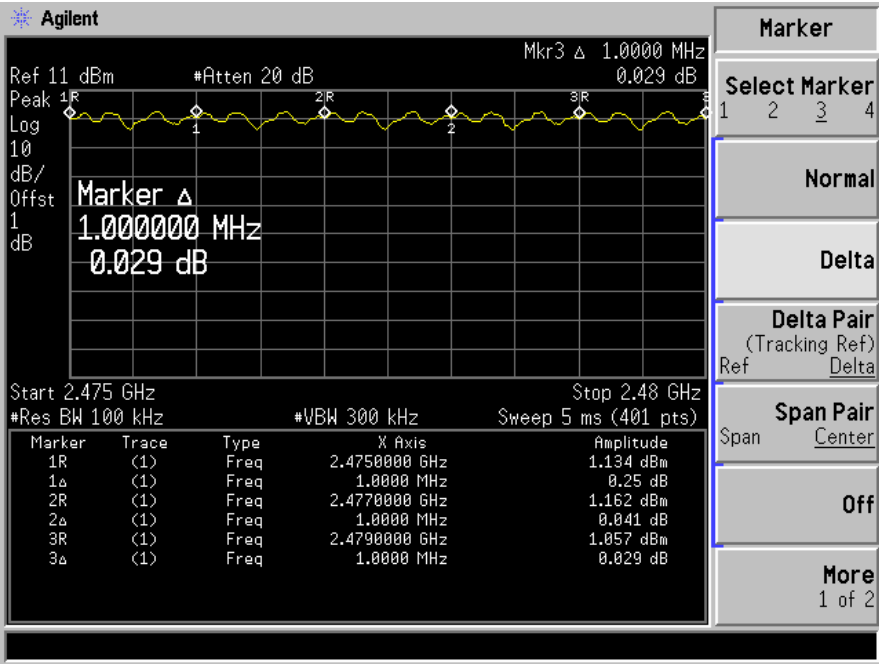 Agilent
Marker
Mkr3 Δ 1.0000 MHz
Ref 11 dBm #Atten 20 dB 0.029 dB
Peak
Log
10
dB/
Offst
1
dB
1R 2R 3R 3
1 2
Marker Δ
1.000000 MHz
0.029 dB
Start 2.475 GHz Stop 2.48 GHz
#Res BW 100 kHz #VBW 300 kHz Sweep 5 ms (401 pts)
Marker Trace Type X Axis Amplitude
1R (1) Freq 2.4750000 GHz 1.134 dBm
1Δ (1) Freq 1.0000 MHz 0.25 dB
2R (1) Freq 2.4770000 GHz 1.162 dBm
2Δ (1) Freq 1.0000 MHz 0.041 dB
3R (1) Freq 2.4790000 GHz 1.057 dBm
3Δ (1) Freq 1.0000 MHz 0.029 dB
Select Marker
1 2 3 4
Normal
Delta
Delta Pair
(Tracking Ref)
Ref Delta
Span Pair
Span Center
Off
More
1 of 2